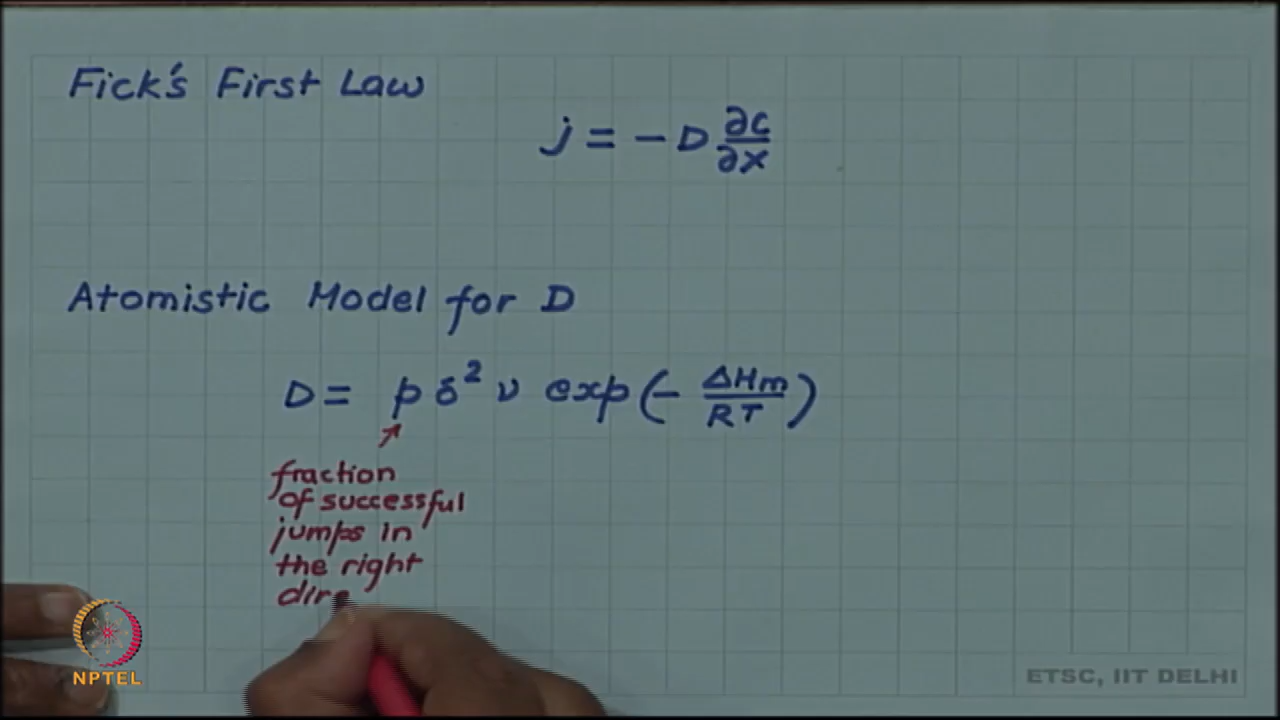 Fick's First Law
j = - D ∂c/∂x
Atomistic Model for D
D = p δ² ν exp(- ΔHm/RT)
fraction
of successful
jumps in
the right
dire
NPTEL
ETSC, IIT DELHI